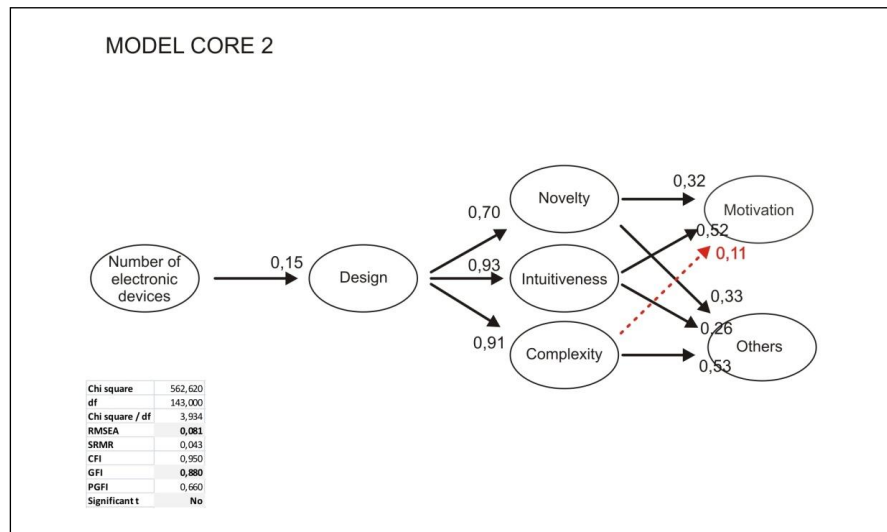 MODEL CORE 2
Number of
electronic
devices
0,15
Design
0,70
0,93
0,91
Novelty
Intuitiveness
Complexity
0,32
0,52
0,11
0,33
0,26
0,53
Motivation
Others
Chi square 562,620
df 143,000
Chi square / df 3,934
RMSEA 0,081
SRMR 0,043
CFI 0,950
GFI 0,880
PGFI 0,660
Significant t No